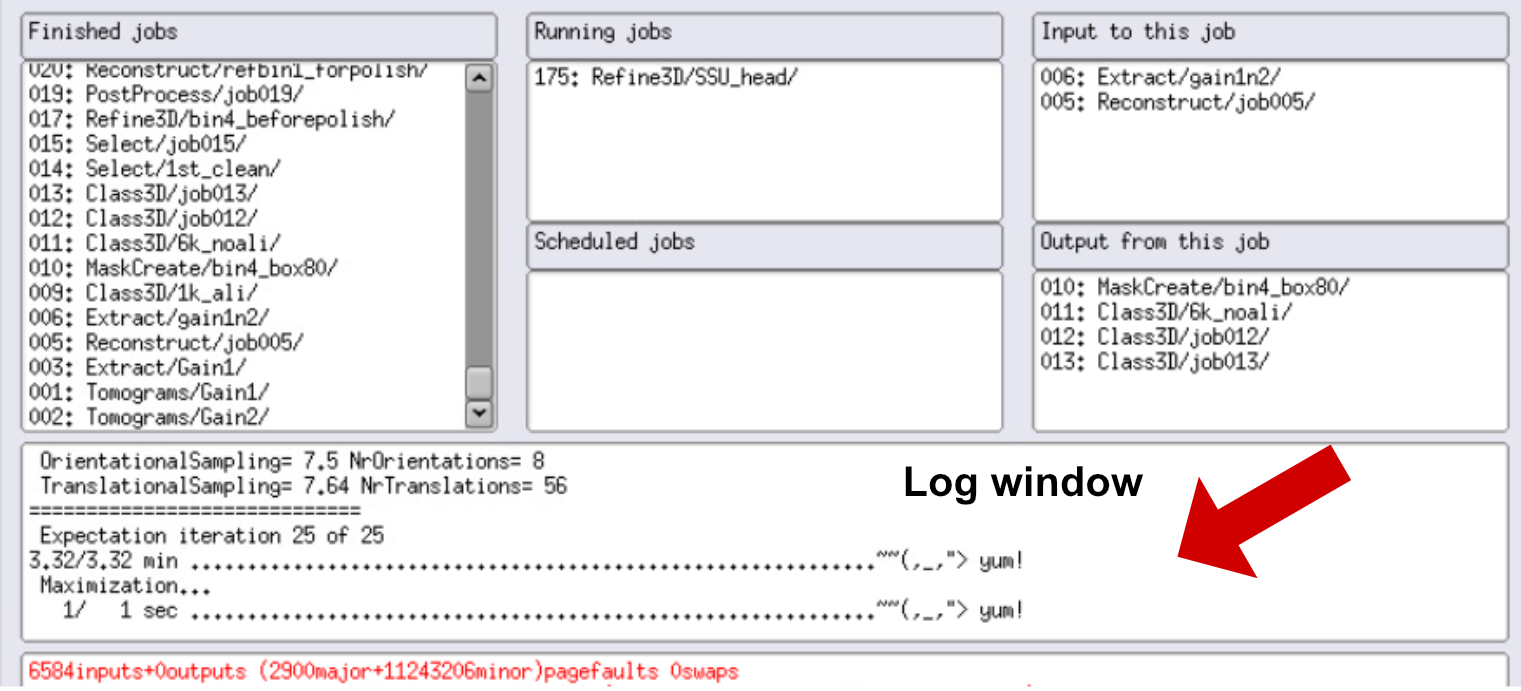 Finished jobs
020: Reconstruct/refbin1_forpolish/
019: PostProcess/job019/
017: Refine3D/bin4_beforepolish/
015: Select/job015/
014: Select/1st_clean/
013: Class3D/job013/
012: Class3D/job012/
011: Class3D/6k_noali/
010: MaskCreate/bin4_box80/
009: Class3D/1k_ali/
006: Extract/gain1n2/
005: Reconstruct/job005/
003: Extract/Gain1/
001: Tomograms/Gain1/
002: Tomograms/Gain2/
Running jobs
175: Refine3D/SSU_head/
Scheduled jobs
Input to this job
006: Extract/gain1n2/
005: Reconstruct/job005/
Output from this job
010: MaskCreate/bin4_box80/
011: Class3D/6k_noali/
012: Class3D/job012/
013: Class3D/job013/
OrientationalSampling= 7.5 NrOrientations= 8
TranslationalSampling= 7.64 NrTranslations= 56
=============================
Expectation iteration 25 of 25
3.32/3.32 min ............................................................~~(,_,"> yum!
Maximization...
1/   1 sec ............................................................~~(,_,"> yum!
Log window
6584inputs+0outputs (2900major+11243206minor)pagefaults 0swaps